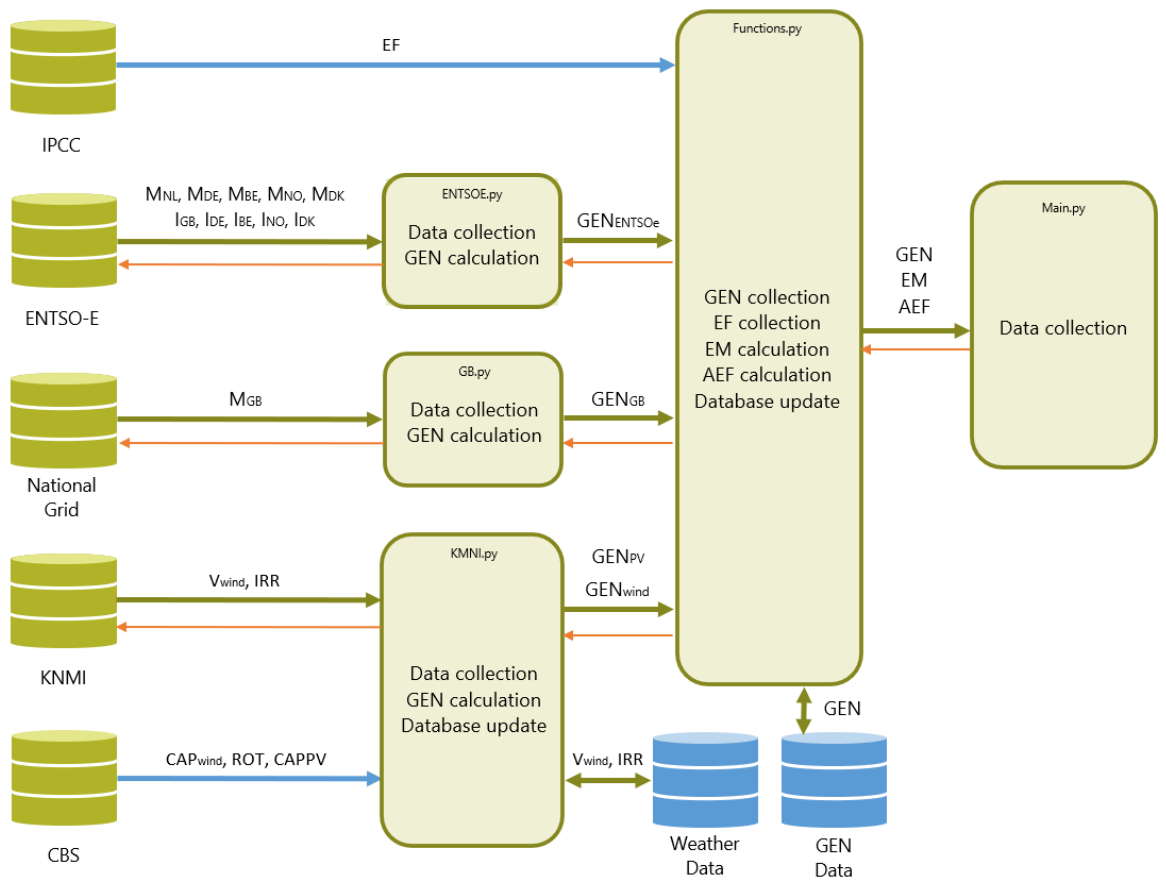 Functions.py
EF
IPCC
MNL, MDE, MBE, MNO, MDK
IGB, IDE, IBE, INO, IDK
ENTSOE.py
Data collection
GEN calculation
GENENTSOe
ENTSO-E
GEN collection
EF collection
EM calculation
AEF calculation
Database update
GEN
EM
AEF
Main.py
Data collection
MGB
GB.py
Data collection
GEN calculation
GENGB
National
Grid
Vwind, IRR
KMNI.py
Data collection
GEN calculation
Database update
GENPV
GENwind
KNMI
CAPwind, ROT, CAPPV
CBS
Vwind, IRR
Weather
Data
GEN
GEN
Data